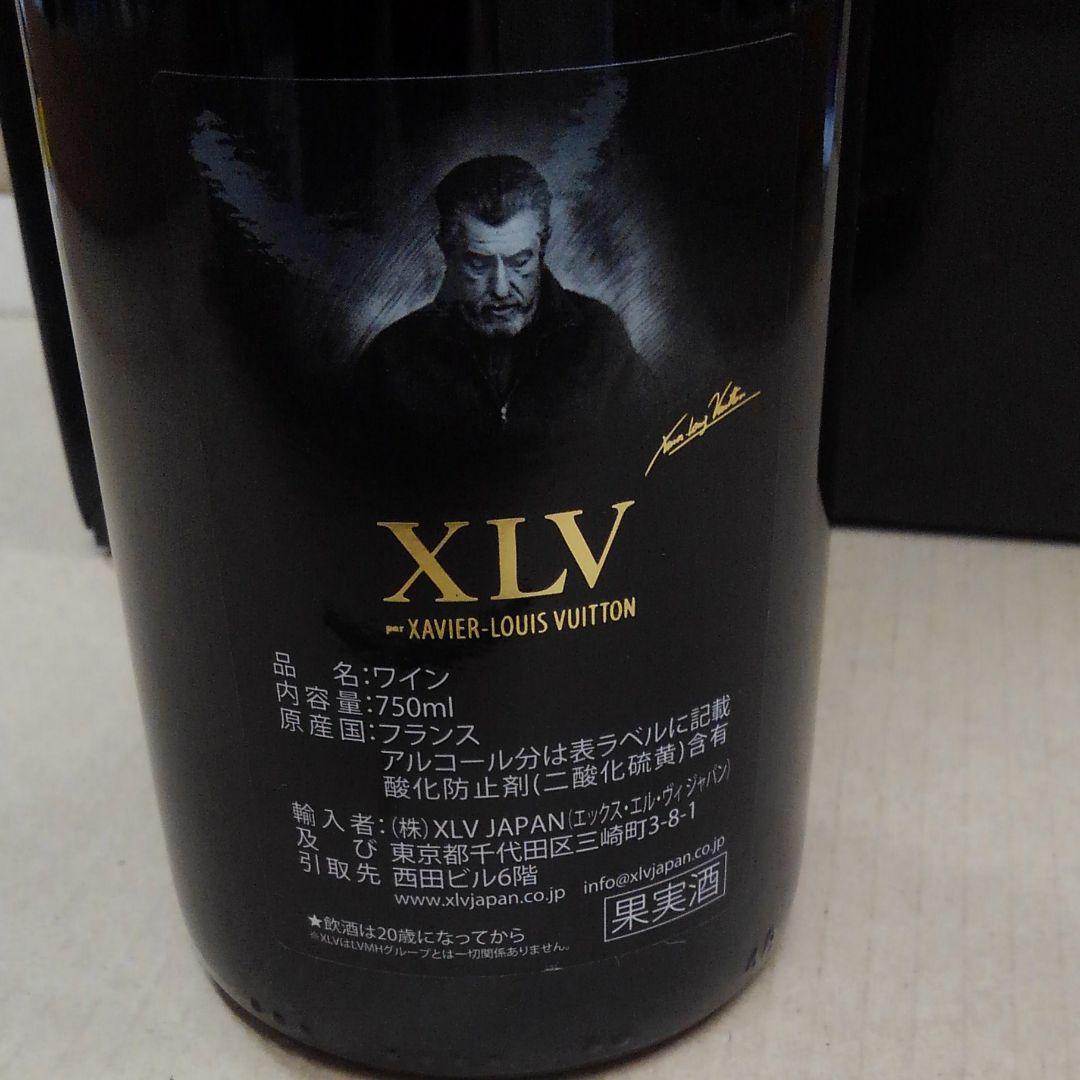 Xavier Louis Vuitton
XLV
par XAVIER-LOUIS VUITTON
品名:ワイン
内容量:750ml
原産国:フランス
アルコール分は表ラベルに記載
酸化防止剤(二酸化硫黄)含有
輸入者:(株)XLV JAPAN(エックス・エル・ヴィ ジャパン)
及び 東京都千代田区三崎町3-8-1
引取先 西田ビル6階
www.xlvjapan.co.jp info@xlvjapan.co.jp
果実酒
★飲酒は20歳になってから
※XLVはLVMHグループとは一切関係ありません。